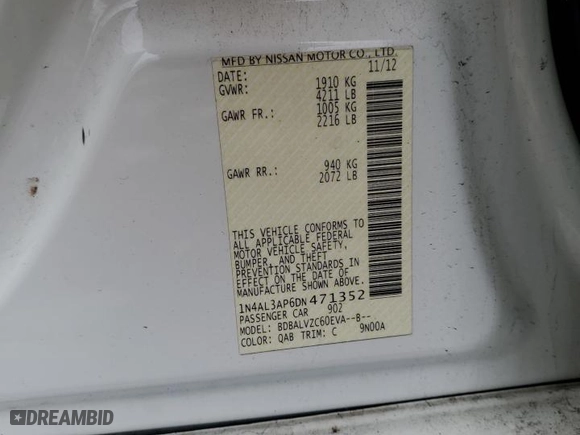 MFD BY NISSAN MOTOR CO., LTD.
DATE: 11/12
GVWR: 1910 KG
4211 LB
GAWR FR.: 1005 KG
2216 LB
GAWR RR.: 940 KG
2072 LB
THIS VEHICLE CONFORMS TO
ALL APPLICABLE FEDERAL
MOTOR VEHICLE SAFETY,
BUMPER, AND THEFT
PREVENTION STANDARDS IN
EFFECT ON THE DATE OF
MANUFACTURE SHOWN ABOVE.
1N4AL3AP6DN471352
PASSENGER CAR 902
MODEL: BDBALVZC60EVA--B--
COLOR: QAB TRIM: C 9N00A
DREAMBID